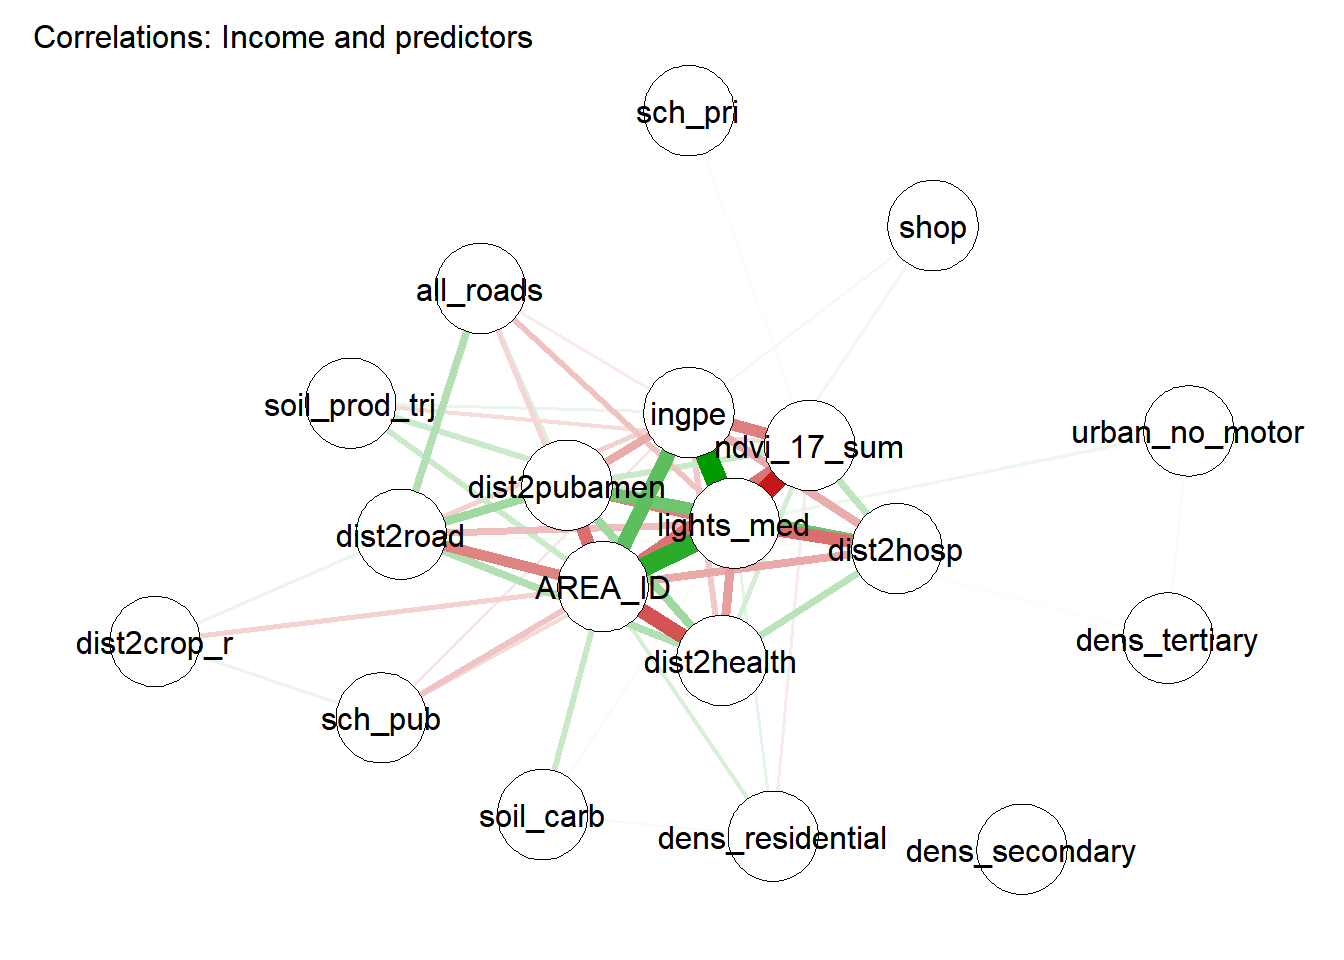 Correlations: Income and predictors
sch_pri
shop
all_roads
soil_prod_trj
ingpe
urban_no_motor
ndvi_17_sum
dist2pubamen
lights_med
dist2road
dist2hosp
AREA_ID
dist2crop_r
dens_tertiary
dist2health
sch_pub
soil_carb
dens_residential
dens_secondary